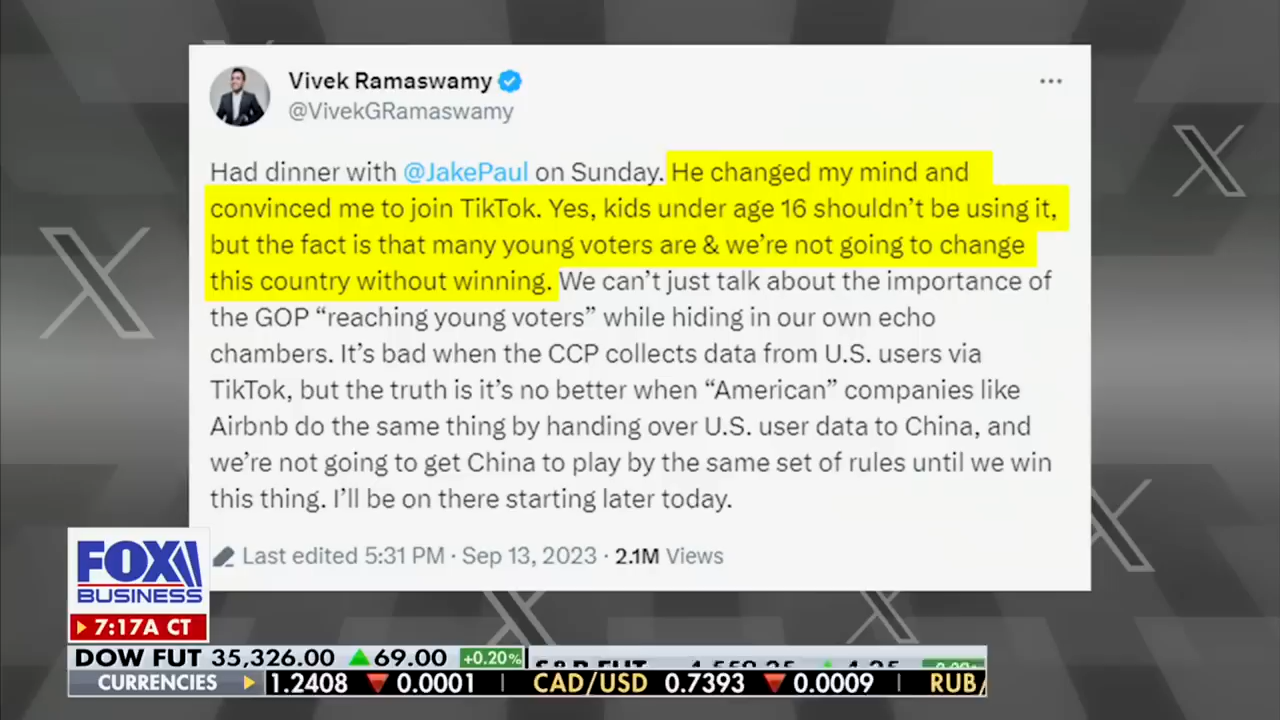 Vivek Ramaswamy
@VivekGRamaswamy
Had dinner with @JakePaul on Sunday. He changed my mind and
convinced me to join TikTok. Yes, kids under age 16 shouldn’t be using it,
but the fact is that many young voters are & we’re not going to change
this country without winning. We can’t just talk about the importance of
the GOP “reaching young voters” while hiding in our own echo
chambers. It’s bad when the CCP collects data from U.S. users via
TikTok, but the truth is it’s no better when “American” companies like
Airbnb do the same thing by handing over U.S. user data to China, and
we’re not going to get China to play by the same set of rules until we win
this thing. I’ll be on there starting later today.
Last edited 5:31 PM · Sep 13, 2023 · 2.1M Views
FOX
BUSINESS
7:17A CT
DOW FUT 35,326.00 69.00 +0.20%
CURRENCIES 1.2408 0.0001 CAD/USD 0.7393 0.0009 RUB/